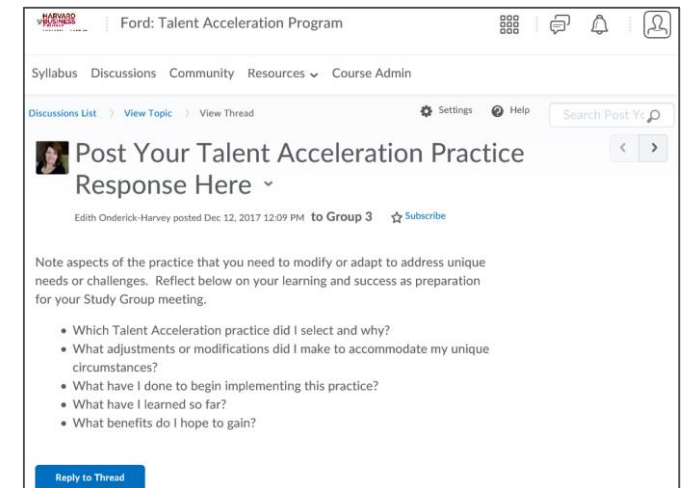 HARVARD
BUSINESS
Ford: Talent Acceleration Program
Syllabus Discussions Community Resources Course Admin
Discussions List View Topic View Thread Settings Help Search Post Yo
Post Your Talent Acceleration Practice
Response Here
Edith Onderick-Harvey posted Dec 12, 2017 12:09 PM to Group 3 Subscribe
Note aspects of the practice that you need to modify or adapt to address unique
needs or challenges. Reflect below on your learning and success as preparation
for your Study Group meeting.
• Which Talent Acceleration practice did I select and why?
• What adjustments or modifications did I make to accommodate my unique
circumstances?
• What have I done to begin implementing this practice?
• What have I learned so far?
• What benefits do I hope to gain?
Reply to Thread